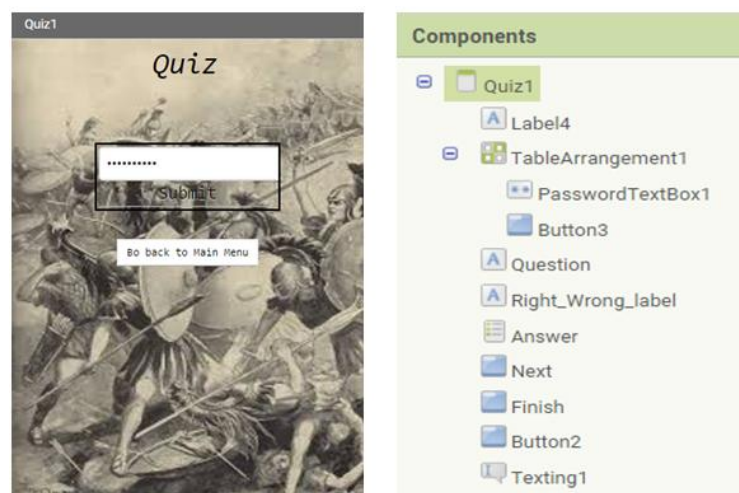 Quiz1
Quiz
••••••••••
Submit
Bo back to Main Menu
Components
Quiz1
Label4
TableArrangement1
PasswordTextBox1
Button3
Question
Right_Wrong_label
Answer
Next
Finish
Button2
Texting1